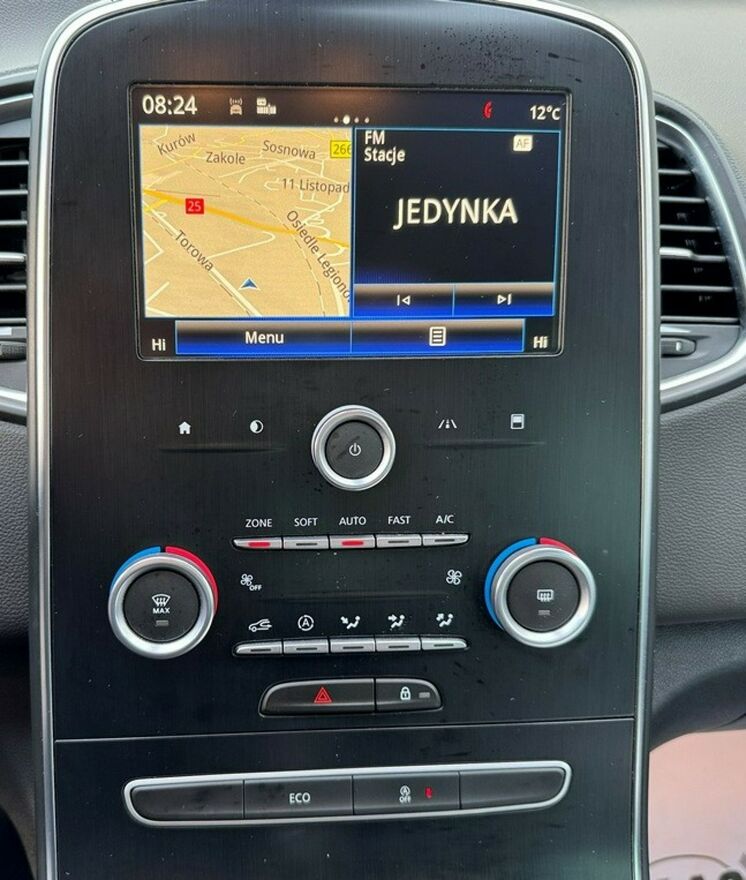 08:24
12°C
Kurów
Zakole
Sosnowa
266
11 Listopad
25
Osiedle Legionów
Torowa
FM
AF
Stacje
JEDYNKA
Hi
Menu
Hi
ZONE SOFT AUTO FAST A/C
OFF
MAX
A
ECO
A
OFF